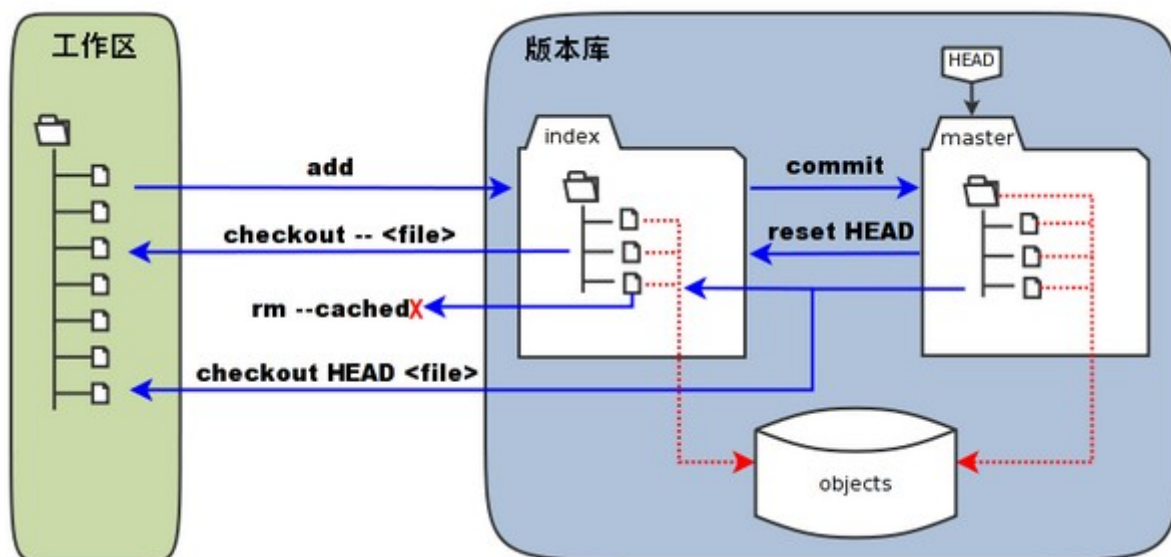 工作区
版本库
HEAD
index
master
add
commit
checkout -- <file>
reset HEAD
rm --cachedX
checkout HEAD <file>
objects